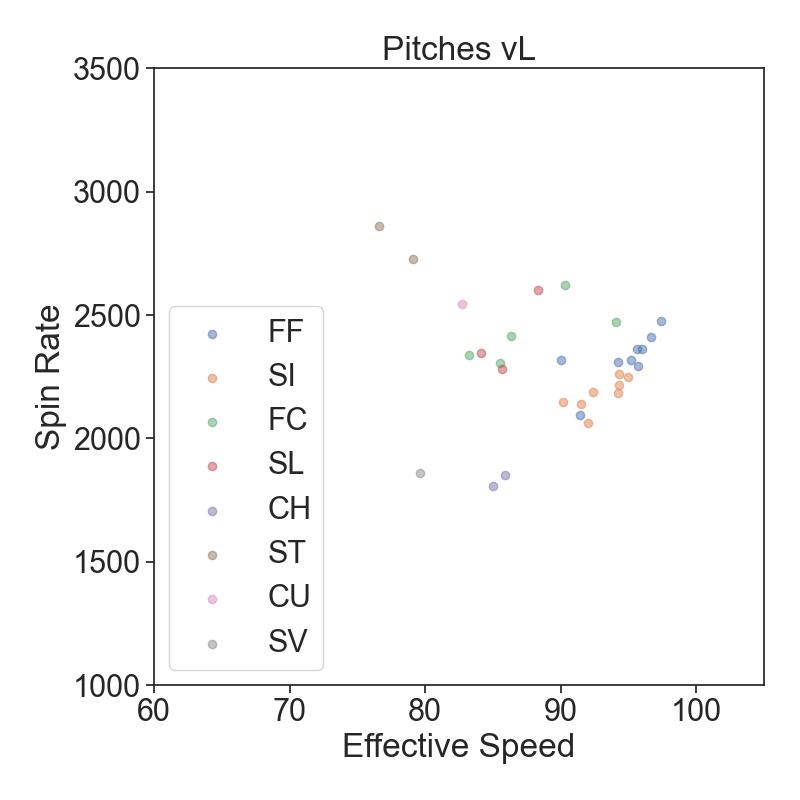 Pitches vL
3500
3000
2500
2000
1500
1000
Spin Rate
FF
SI
FC
SL
CH
ST
CU
SV
60 70 80 90 100
Effective Speed